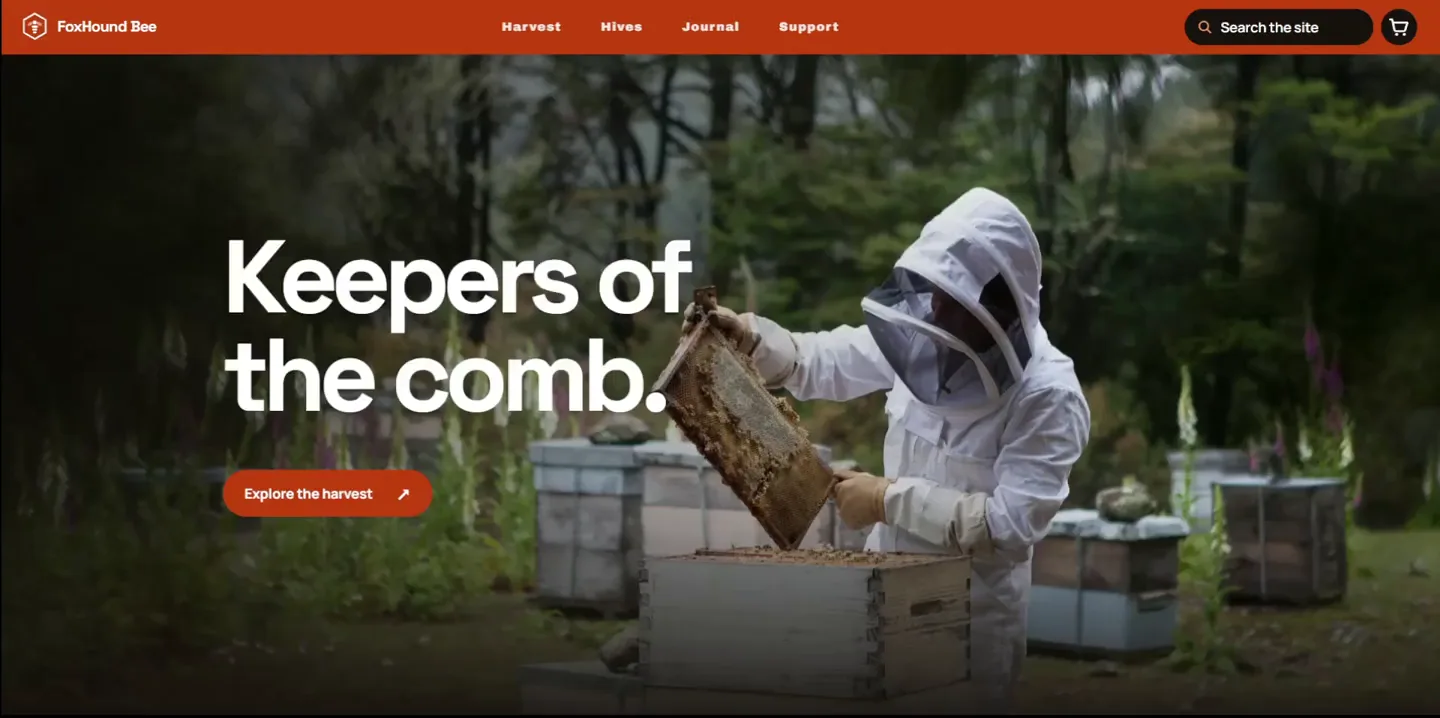 FoxHound Bee
Harvest
Hives
Journal
Support
Search the site
Keepers of
the comb.
Explore the harvest